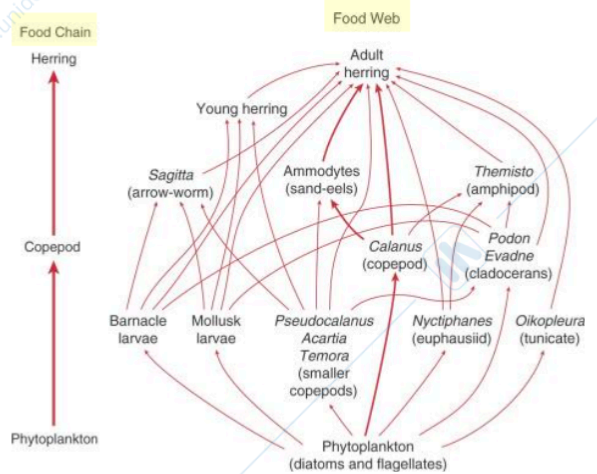 Food Chain
Food Web
Herring
Adult
herring
Young herring
Sagitta
(arrow-worm)
Ammodytes
(sand-eels)
Themisto
(amphipod)
Copepod
Calanus
(copepod)
Podon
Evadne
(cladocerans)
Barnacle
larvae
Mollusk
larvae
Pseudocalanus
Acartia
Temora
(smaller
copepods)
Nyctiphanes
(euphausiid)
Oikopleura
(tunicate)
Phytoplankton
Phytoplankton
(diatoms and flagellates)